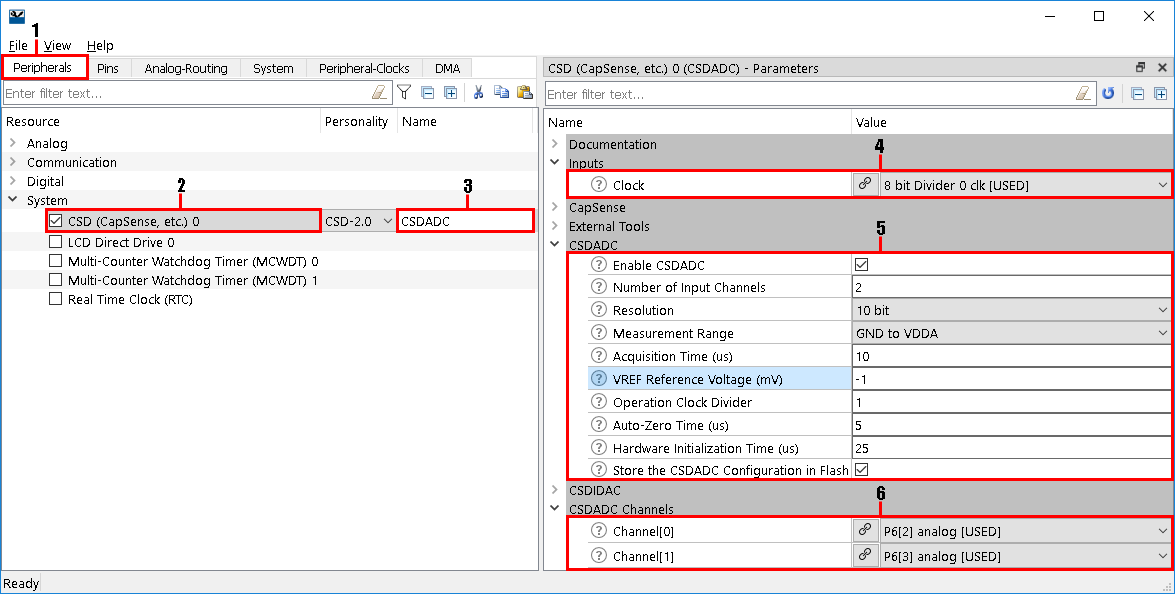 1
File View Help
Peripherals Pins Analog-Routing System Peripheral-Clocks DMA
Enter filter text...
Resource Personality Name
Analog
Communication
Digital
2 3
System
CSD (CapSense, etc.) 0 CSD-2.0 CSDADC
LCD Direct Drive 0
Multi-Counter Watchdog Timer (MCWDT) 0
Multi-Counter Watchdog Timer (MCWDT) 1
Real Time Clock (RTC)
CSD (CapSense, etc.) 0 (CSDADC) - Parameters
Enter filter text...
Name Value
Documentation
4
Inputs
? Clock 8 bit Divider 0 clk [USED]
CapSense
External Tools
5
CSDADC
? Enable CSDADC
? Number of Input Channels 2
? Resolution 10 bit
? Measurement Range GND to VDDA
? Acquisition Time (us) 10
? VREF Reference Voltage (mV) -1
? Operation Clock Divider 1
? Auto-Zero Time (us) 5
? Hardware Initialization Time (us) 25
? Store the CSDADC Configuration in Flash
CSDIDAC
6
CSDADC Channels
? Channel[0] P6[2] analog [USED]
? Channel[1] P6[3] analog [USED]
Ready